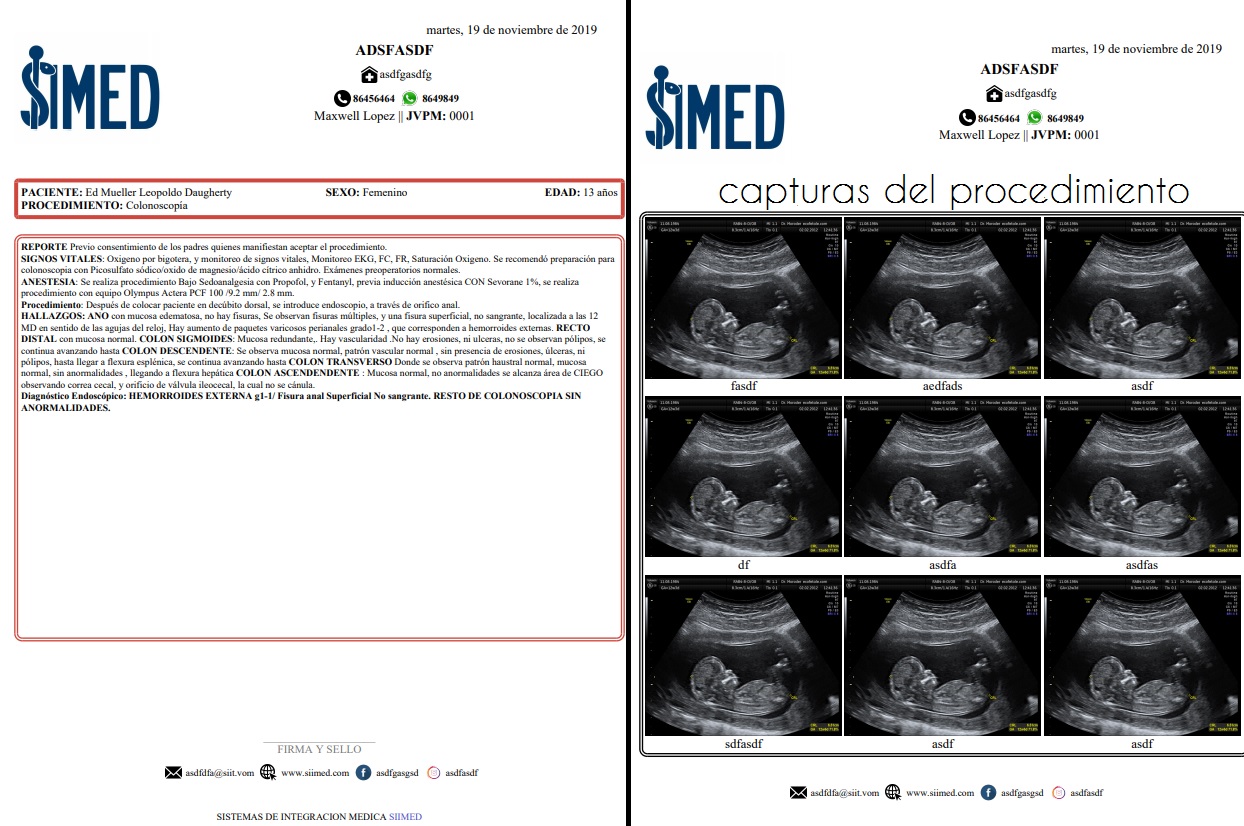 martes, 19 de noviembre de 2019
ADSFASDF
SIMED
asdfgasdfg
86456464 8649849
Maxwell Lopez || JVPM: 0001
PACIENTE: Ed Mueller Leopoldo Daugherty SEXO: Femenino EDAD: 13 años
PROCEDIMIENTO: Colonoscopía
REPORTE Previo consentimiento de los padres quienes manifiestan aceptar el procedimiento.
SIGNOS VITALES: Oxigeno por bigotera, y monitoreo de signos vitales, Monitoreo EKG, FC, FR, Saturación Oxigeno. Se recomendó preparación para
colonoscopia con Picosulfato sódico/oxido de magnesio/ácido cítrico anhidro. Exámenes preoperatorios normales.
ANESTESIA: Se realiza procedimiento Bajo Sedoanalgesia con Propofol, y Fentanyl, previa inducción anestésica CON Sevorane 1%, se realiza
procedimiento con equipo Olympus Actera PCF 100 /9.2 mm/ 2.8 mm.
Procedimiento: Después de colocar paciente en decúbito dorsal, se introduce endoscopio, a través de orifico anal.
HALLAZGOS: ANO con mucosa edematosa, no hay fisuras, Se observan fisuras múltiples, y una fisura superficial, no sangrante, localizada a las 12
MD en sentido de las agujas del reloj, Hay aumento de paquetes varicosos perianales grado1-2 , que corresponden a hemorroides externas. RECTO
DISTAL con mucosa normal. COLON SIGMOIDES: Mucosa redundante,. Hay vascularidad .No hay erosiones, ni ulceras, no se observan pólipos, se
continua avanzando hasta COLON DESCENDENTE: Se observa mucosa normal, patrón vascular normal , sin presencia de erosiones, úlceras, ni
pólipos, hasta llegar a flexura esplénica, se continua avanzando hasta COLON TRANSVERSO Donde se observa patrón haustral normal, mucosa
normal, sin anormalidades , llegando a flexura hepática COLON ASCENDENDENTE : Mucosa normal, no anormalidades se alcanza área de CIEGO
observando correa cecal, y orificio de válvula ileocecal, la cual no se cánula.
Diagnóstico Endoscópico: HEMORROIDES EXTERNA g1-1/ Fisura anal Superficial No sangrante. RESTO DE COLONOSCOPIA SIN
ANORMALIDADES.
FIRMA Y SELLO
asdfdfa@siit.vom www.siimed.com asdfgasgsd asdfasdf
SISTEMAS DE INTEGRACION MEDICA SIIMED
martes, 19 de noviembre de 2019
ADSFASDF
SIMED
asdfgasdfg
86456464 8649849
Maxwell Lopez || JVPM: 0001
capturas del procedimiento
fasdf aedfads asdf
df asdfa asdfas
sdfasdf asdf asdf
asdfdfa@siit.vom www.siimed.com asdfgasgsd asdfasdf